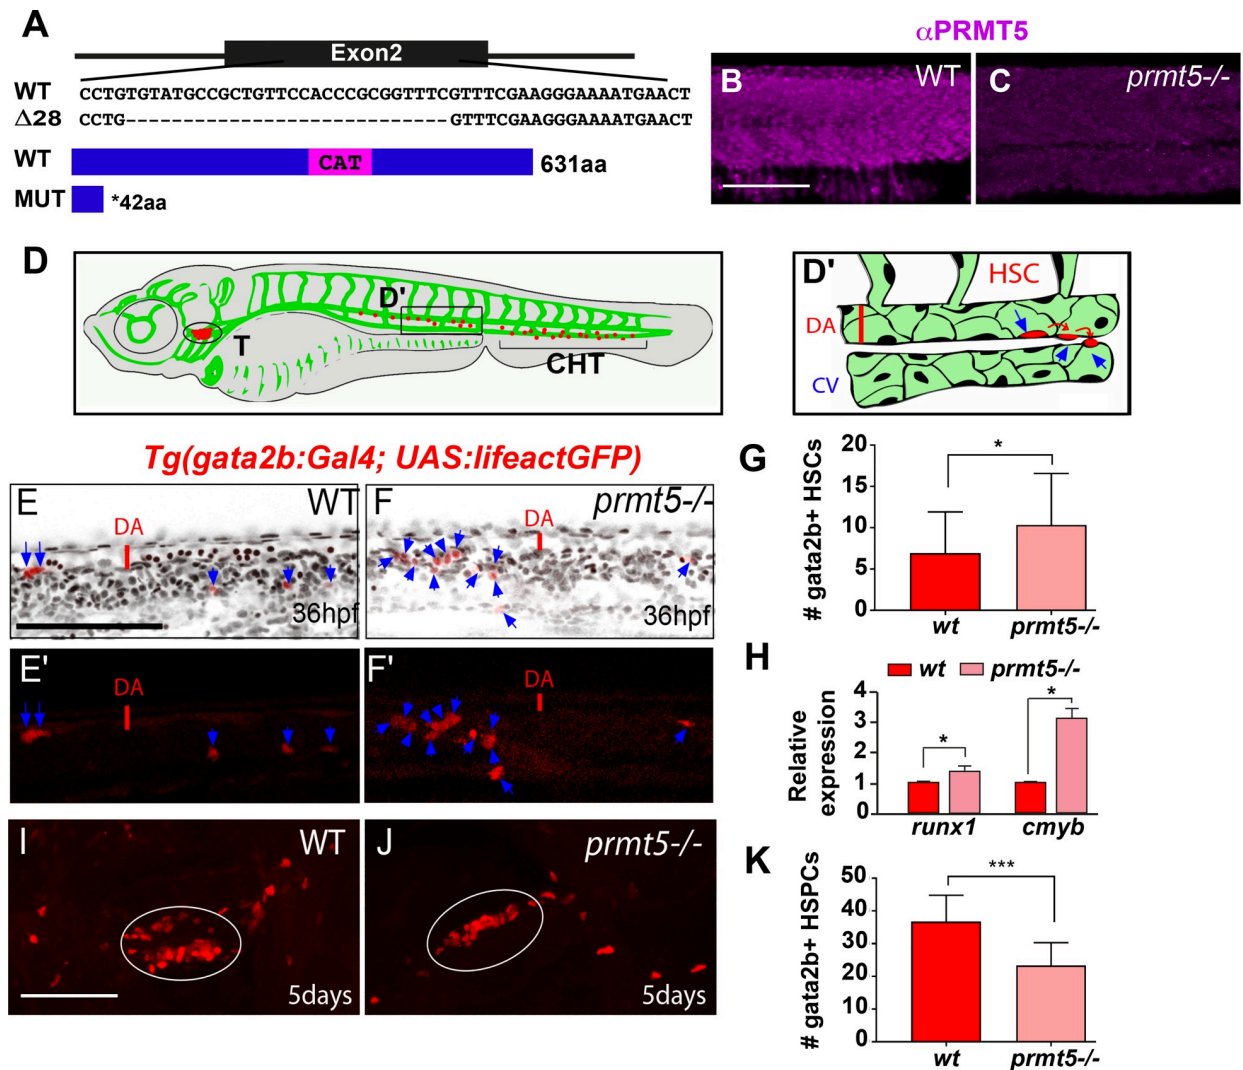 A
Exon2
WT CCTGTGTATGCCGCTGTTCCACCCGCGGTTTCGTTTCGAAGGGAAAATGAACT
Δ28 CCTG----------------------------GTTTCGAAGGGAAAATGAACT
WT CAT 631aa
MUT *42aa
αPRMT5
B WT
C prmt5-/-
D
D'
T
CHT
D'
HSC
DA
CV
Tg(gata2b:Gal4; UAS:lifeactGFP)
E WT
DA
36hpf
F prmt5-/-
DA
36hpf
E'
DA
F'
DA
I WT
5days
J prmt5-/-
5days
G
# gata2b+ HSCs
20
15
10
5
0
*
wt prmt5-/-
H
wt prmt5-/-
Relative expression
4
3
2
1
0
*
*
runx1 cmyb
K
# gata2b+ HSPCs
50
40
30
20
10
0
***
wt prmt5-/-